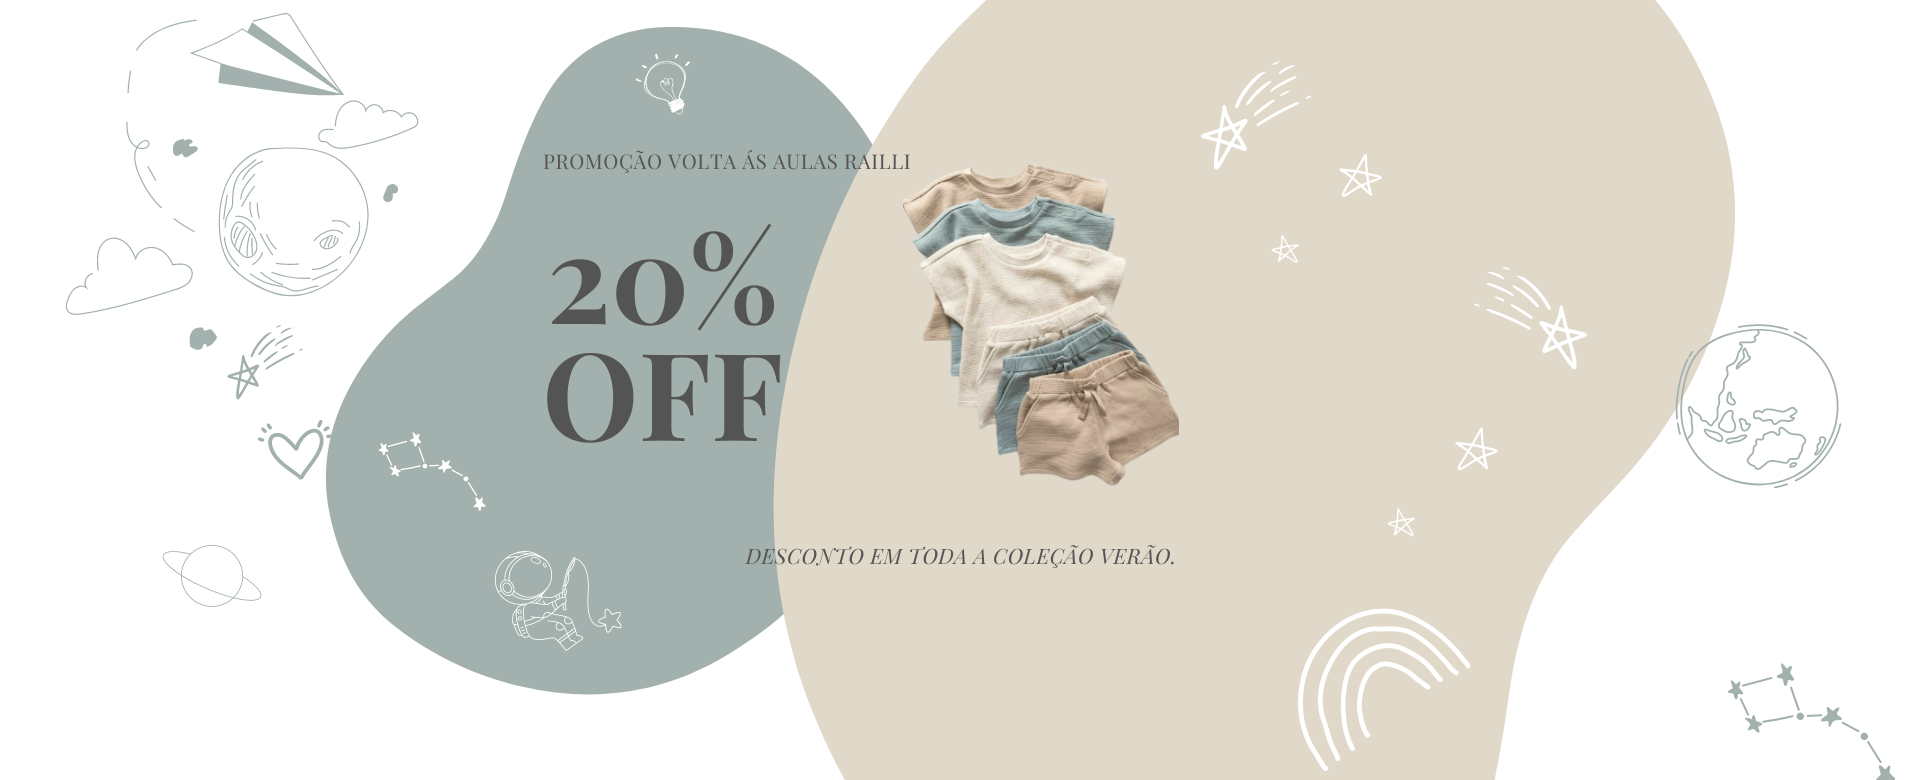 PROMOÇÃO VOLTA ÁS AULAS RAILLI
20%
OFF
DESCONTO EM TODA A COLEÇÃO VERÃO.